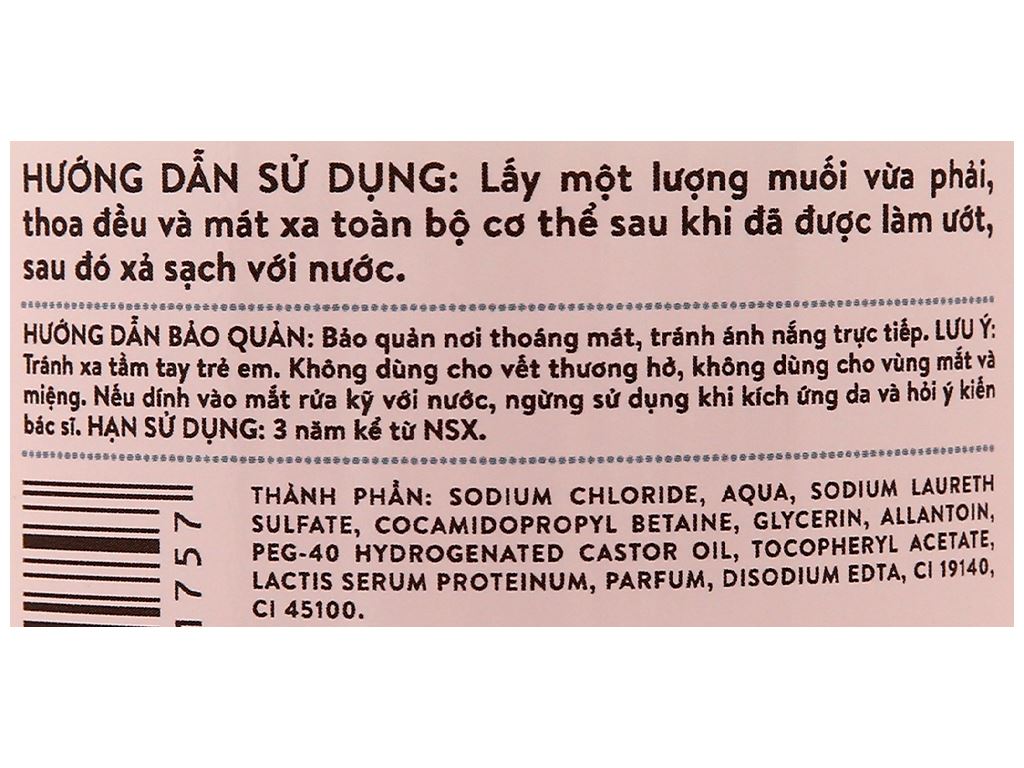 HƯỚNG DẪN SỬ DỤNG: Lấy một lượng muối vừa phải,
thoa đều và mát xa toàn bộ cơ thể sau khi đã được làm ướt,
sau đó xả sạch với nước.
HƯỚNG DẪN BẢO QUẢN: Bảo quản nơi thoáng mát, tránh ánh nắng trực tiếp. LƯU Ý:
Tránh xa tầm tay trẻ em. Không dùng cho vết thương hở, không dùng cho vùng mắt và
miệng. Nếu dính vào mắt rửa kỹ với nước, ngừng sử dụng khi kích ứng da và hỏi ý kiến
bác sĩ. HẠN SỬ DỤNG: 3 năm kể từ NSX.
THÀNH PHẦN: SODIUM CHLORIDE, AQUA, SODIUM LAURETH
SULFATE, COCAMIDOPROPYL BETAINE, GLYCERIN, ALLANTOIN,
PEG-40 HYDROGENATED CASTOR OIL, TOCOPHERYL ACETATE,
LACTIS SERUM PROTEINUM, PARFUM, DISODIUM EDTA, CI 19140,
CI 45100.
757